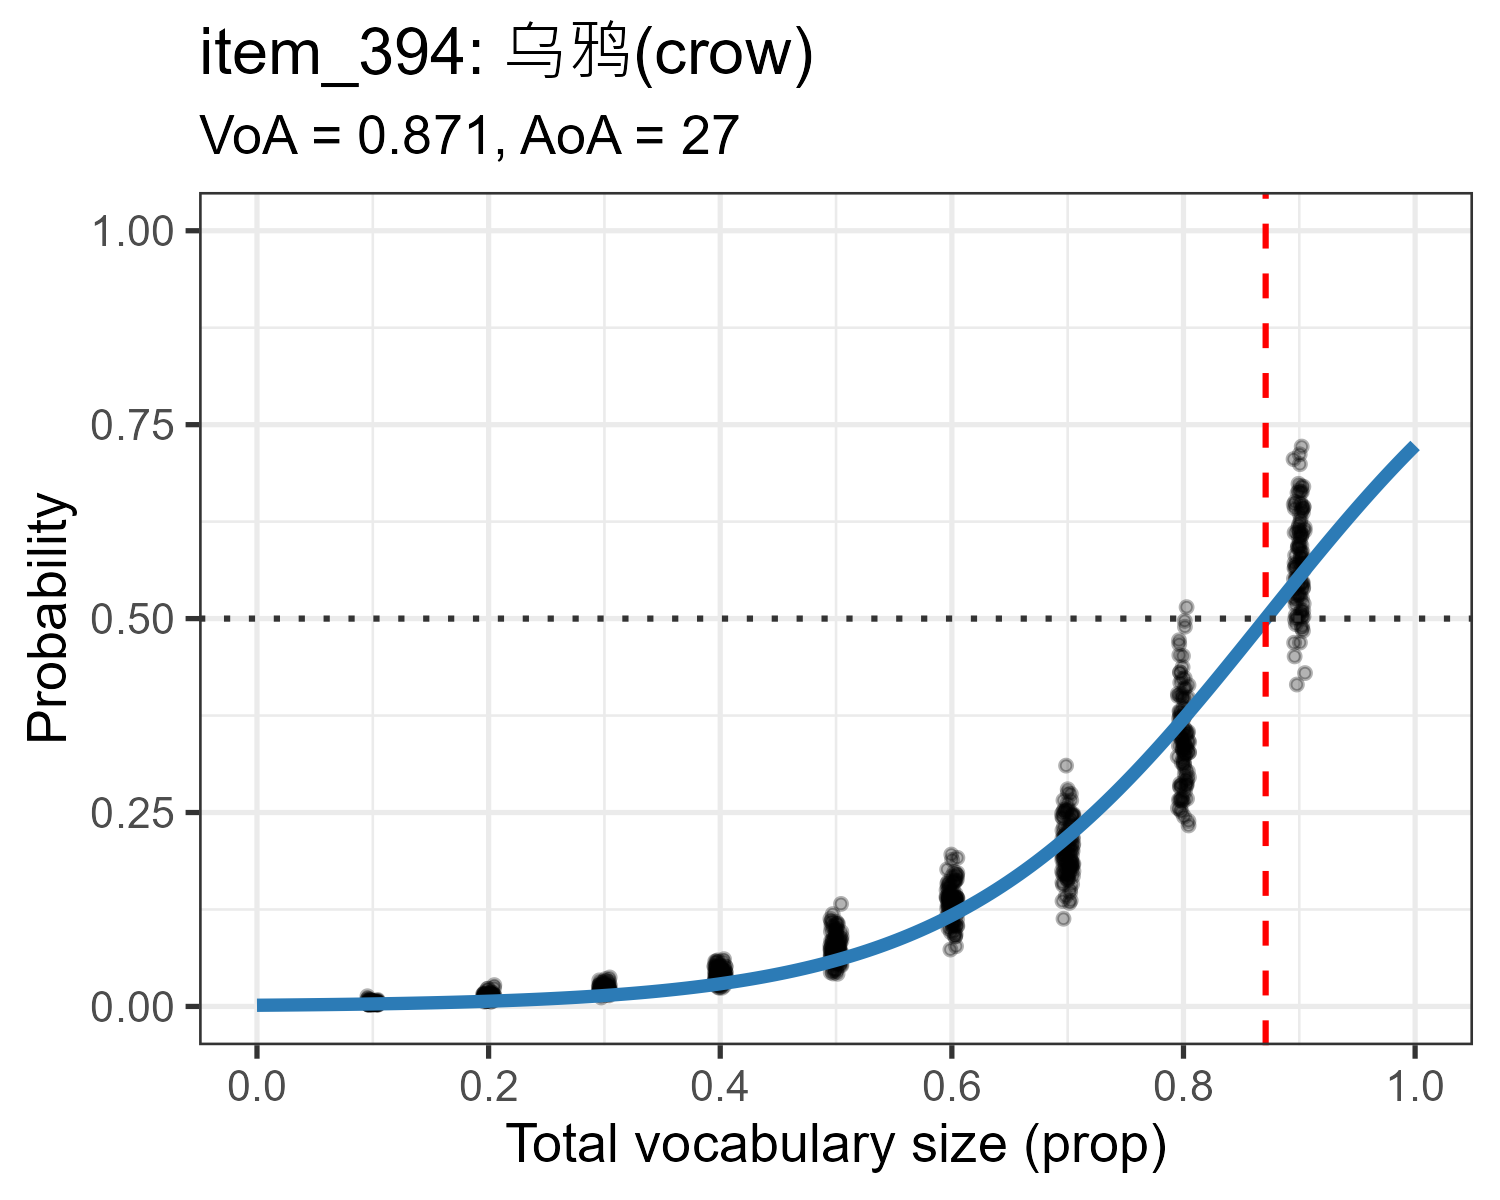 item_394: 乌鸦(crow)
VoA = 0.871, AoA = 27
1.00
0.75
0.50
0.25
0.00
Probability
0.0 0.2 0.4 0.6 0.8 1.0
Total vocabulary size (prop)